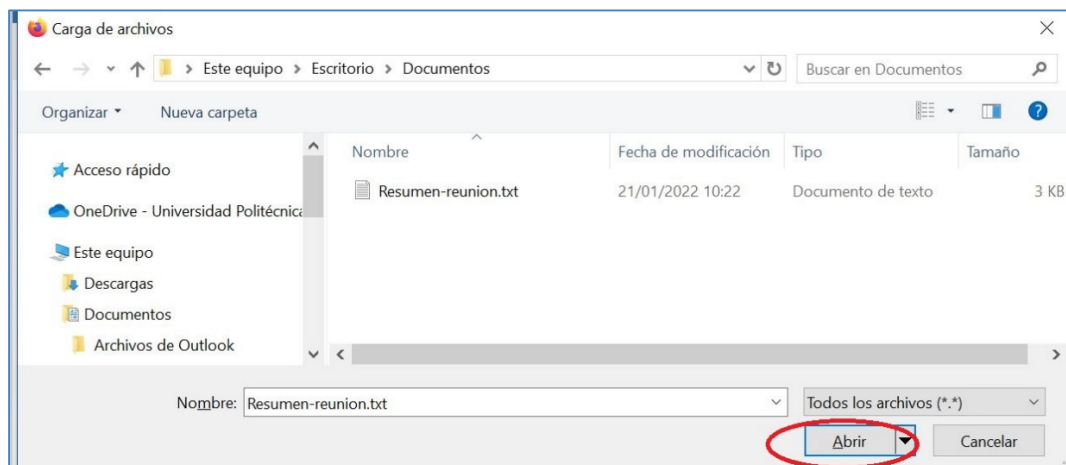 Carga de archivos
Este equipo > Escritorio > Documentos
Buscar en Documentos
Organizar Nueva carpeta
Nombre Fecha de modificación Tipo Tamaño
Acceso rápido
Resumen-reunion.txt 21/01/2022 10:22 Documento de texto 3 KB
OneDrive - Universidad Politécnica
Este equipo
Descargas
Documentos
Archivos de Outlook
Nombre: Resumen-reunion.txt Todos los archivos (*.*)
Abrir Cancelar